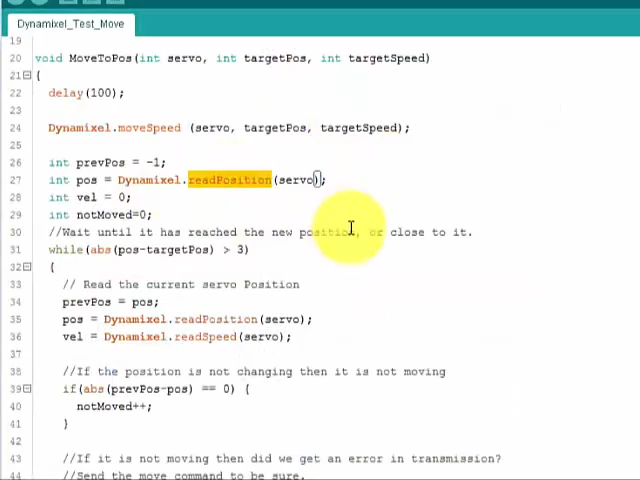 Dynamixel_Test_Move
19
20 void MoveToPos(int servo, int targetPos, int targetSpeed)
21 {
22 delay(100);
23
24 Dynamixel.moveSpeed (servo, targetPos, targetSpeed);
25
26 int prevPos = -1;
27 int pos = Dynamixel.readPosition(servo);
28 int vel = 0;
29 int notMoved=0;
30 //Wait until it has reached the new position, or close to it.
31 while(abs(pos-targetPos) > 3)
32 {
33 // Read the current servo Position
34 prevPos = pos;
35 pos = Dynamixel.readPosition(servo);
36 vel = Dynamixel.readSpeed(servo);
37
38 //If the position is not changing then it is not moving
39 if(abs(prevPos-pos) == 0) {
40 notMoved++;
41 }
42
43 //If it is not moving then did we get an error in transmission?
44 //Send the move command to be sure.